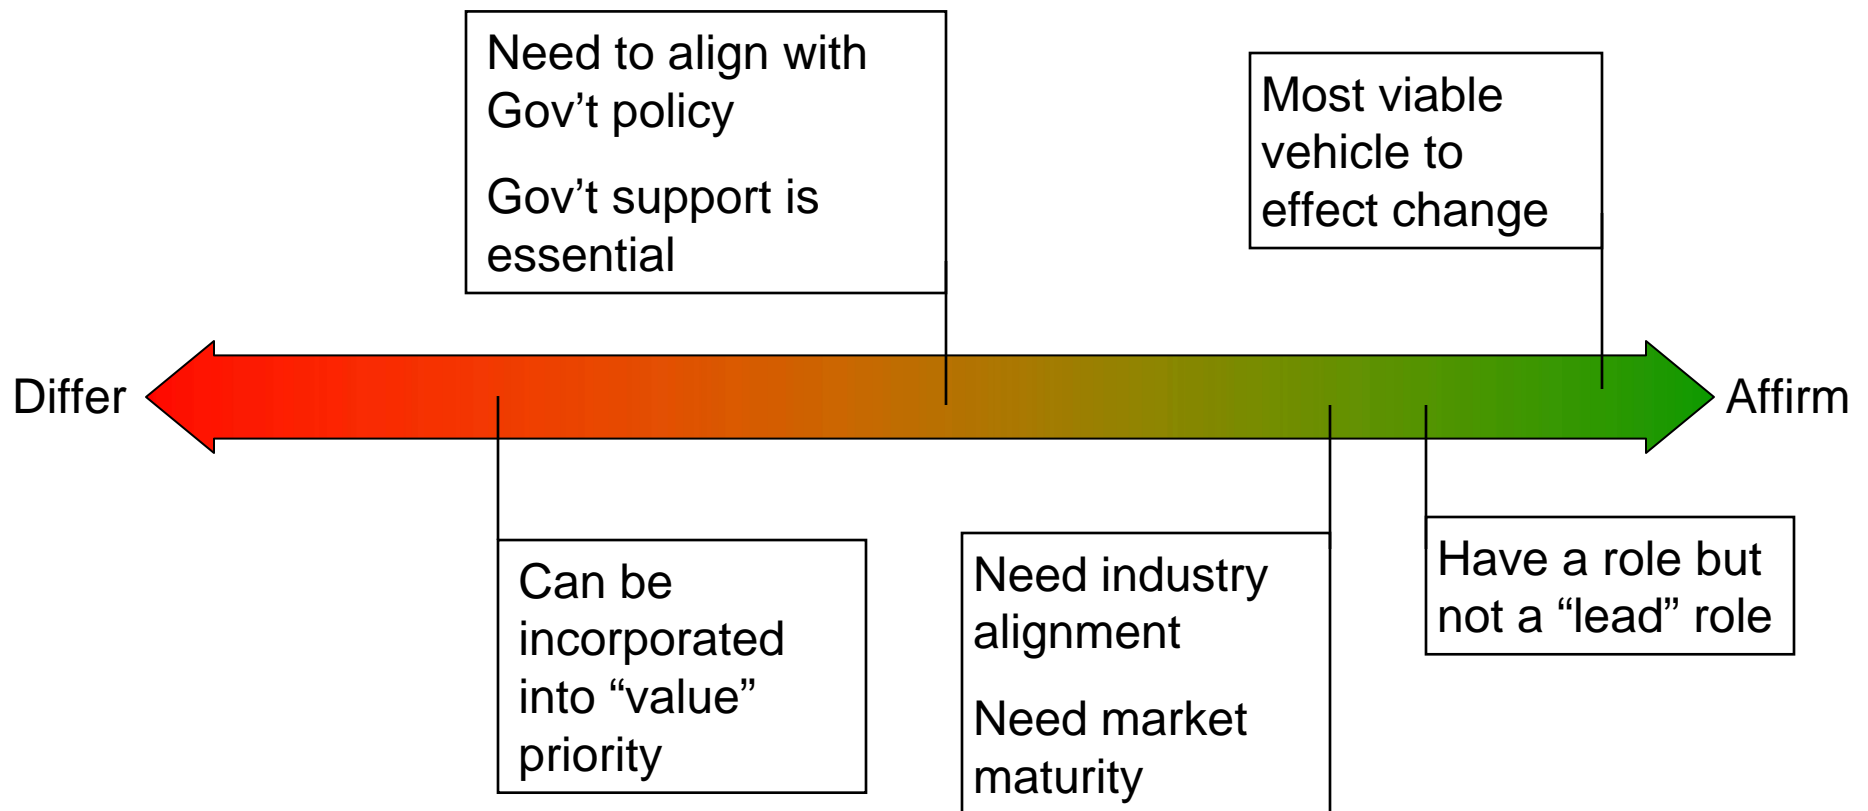 Need to align with
Gov’t policy
Gov’t support is
essential
Most viable
vehicle to
effect change
Differ
Affirm
Can be
incorporated
into “value”
priority
Need industry
alignment
Need market
maturity
Have a role but
not a “lead” role